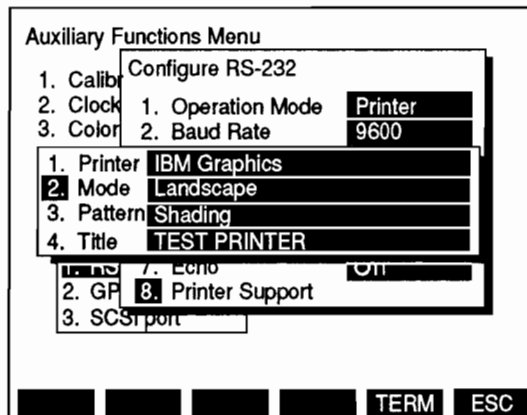 Auxiliary Functions Menu
Configure RS-232
1. Calibr
2. Clock
3. Color
1. Operation Mode Printer
2. Baud Rate 9600
1. Printer IBM Graphics
2. Mode Landscape
3. Pattern Shading
4. Title TEST PRINTER
1. RS
7. Echo Off
2. GP
8. Printer Support
3. SCSI port
TERM ESC